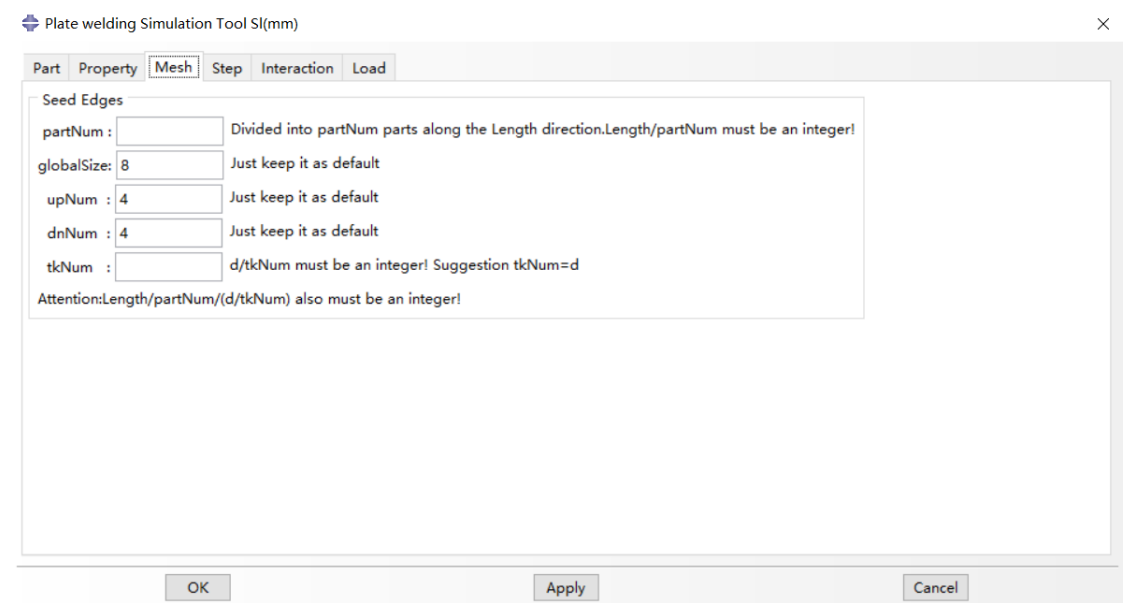 Plate welding Simulation Tool SI(mm)
Part Property Mesh Step Interaction Load
Seed Edges
partNum : Divided into partNum parts along the Length direction.Length/partNum must be an integer!
globalSize: 8 Just keep it as default
upNum : 4 Just keep it as default
dnNum : 4 Just keep it as default
tkNum : d/tkNum must be an integer! Suggestion tkNum=d
Attention:Length/partNum/(d/tkNum) also must be an integer!
OK Apply Cancel